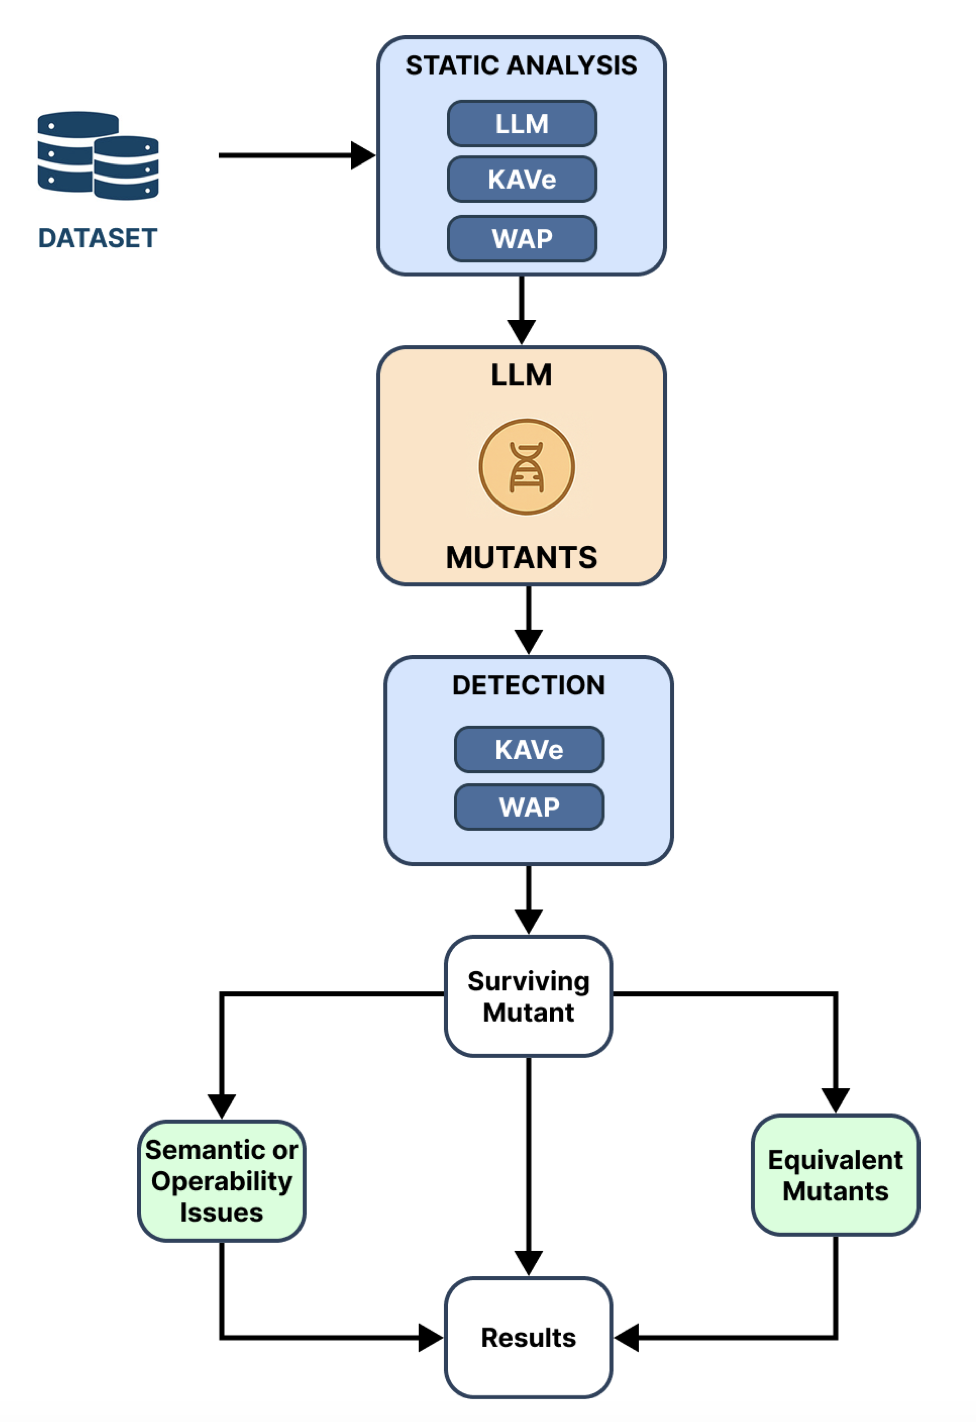 STATIC ANALYSIS
LLM
KAVe
WAP
DATASET
LLM
MUTANTS
DETECTION
KAVe
WAP
Surviving
Mutant
Semantic or
Operability
Issues
Equivalent
Mutants
Results